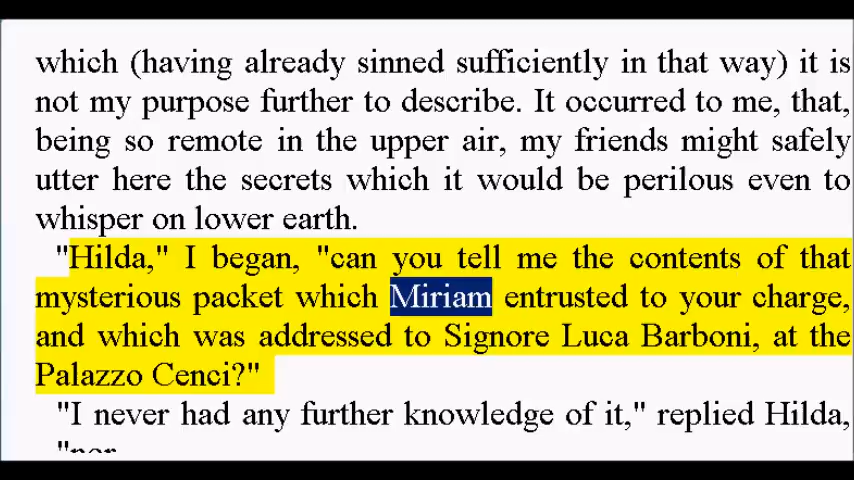 which (having already sinned sufficiently in that way) it is
not my purpose further to describe. It occurred to me, that,
being so remote in the upper air, my friends might safely
utter here the secrets which it would be perilous even to
whisper on lower earth.
"Hilda," I began, "can you tell me the contents of that
mysterious packet which Miriam entrusted to your charge,
and which was addressed to Signore Luca Barboni, at the
Palazzo Cenci?"
"I never had any further knowledge of it," replied Hilda,
"nor